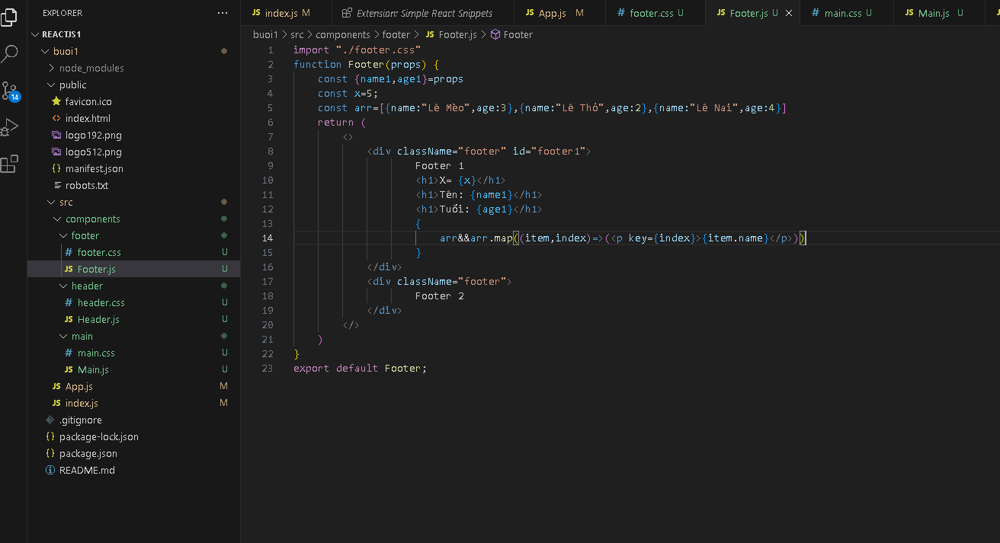 EXPLORER
REACTJS1
buoi1
node_modules
public
favicon.ico
index.html
logo192.png
logo512.png
manifest.json
robots.txt
src
components
footer
footer.css U
Footer.js U
header
header.css U
Header.js U
main
main.css U
Main.js U
App.js M
index.js M
.gitignore
package-lock.json
package.json
README.md
14
JS index.js M
Extension: Simple React Snippets
JS App.js M
# footer.css U
JS Footer.js U
# main.css U
JS Main.js U
buoi1 > src > components > footer > JS Footer.js > Footer
1 import "./footer.css"
2 function Footer(props) {
3 const {name1,age1}=props
4 const x=5;
5 const arr=[{name:"Lê Mèo",age:3},{name:"Lê Thỏ",age:2},{name:"Lê Nai",age:4}]
6 return (
7 <>
8 <div className="footer" id="footer1">
9 Footer 1
10 <h1>X= {x}</h1>
11 <h1>Tên: {name1}</h1>
12 <h1>Tuổi: {age1}</h1>
13 {
14 arr&&arr.map((item,index)=>(<p key={index}>{item.name}</p>))
15 }
16 </div>
17 <div className="footer">
18 Footer 2
19 </div>
20 </>
21 )
22 }
23 export default Footer;